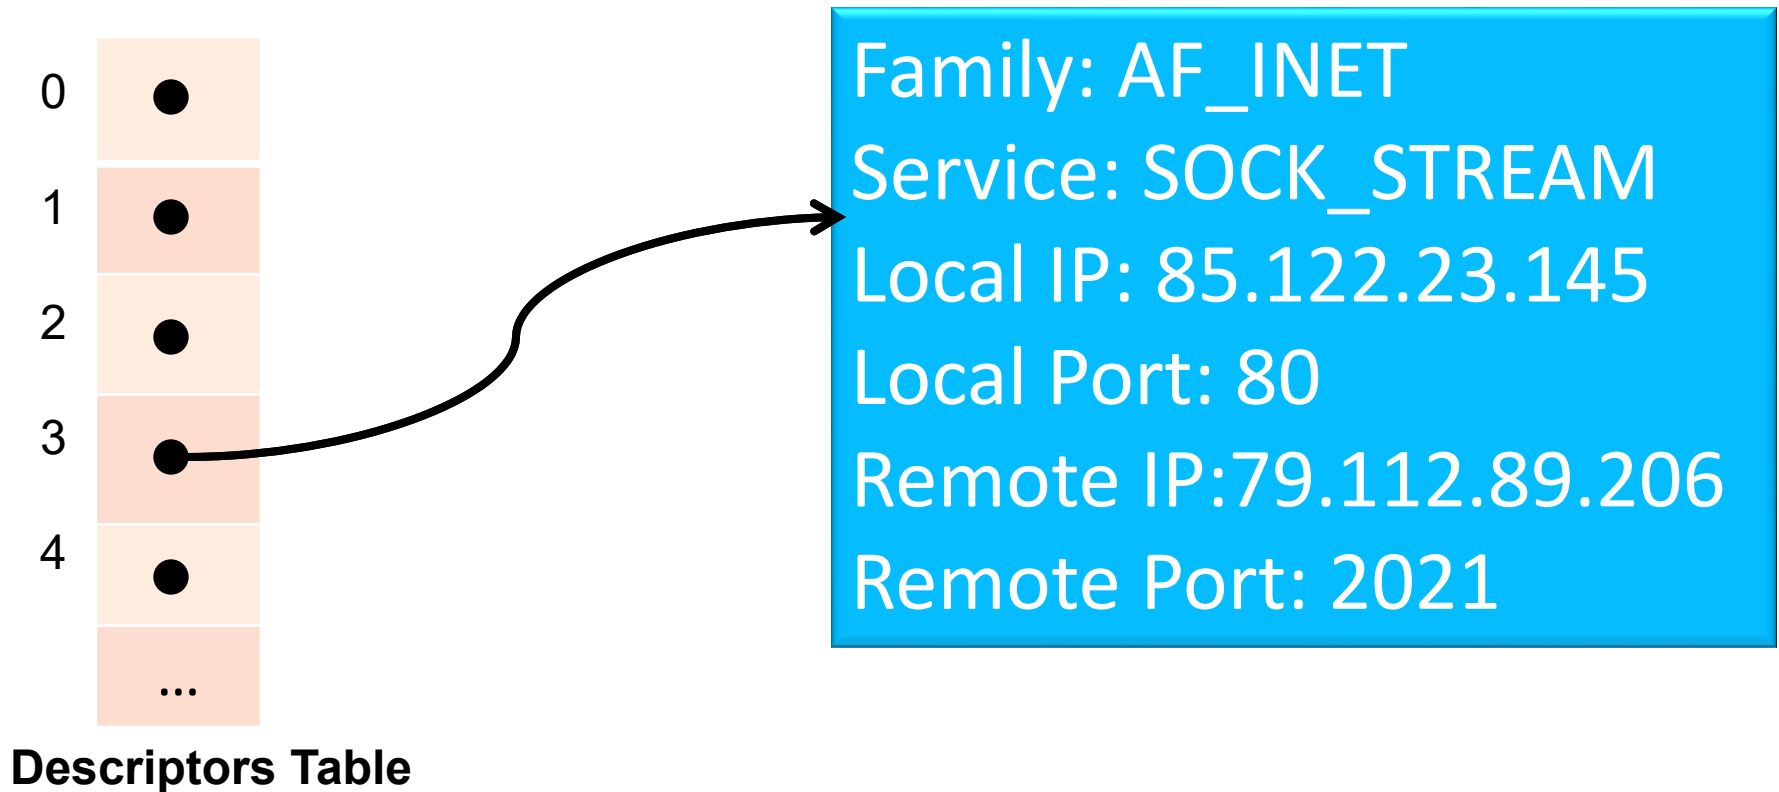 0
1
2
3
4
...
Descriptors Table
Family: AF_INET
Service: SOCK_STREAM
Local IP: 85.122.23.145
Local Port: 80
Remote IP:79.112.89.206
Remote Port: 2021